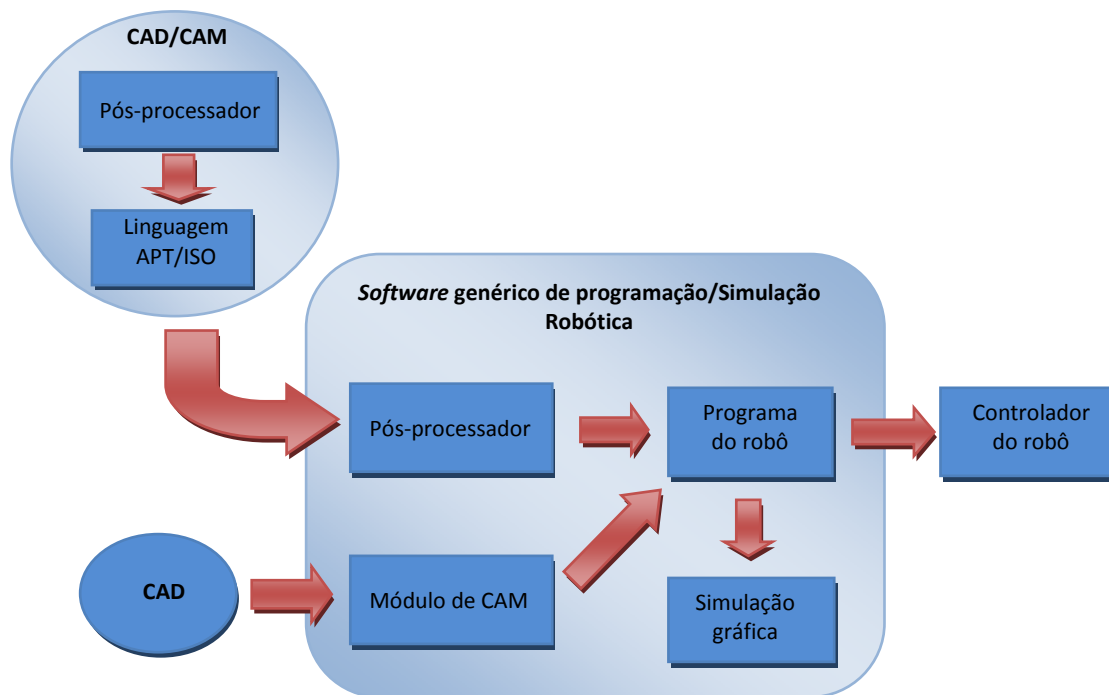 CAD/CAM
Pós-processador
Linguagem
APT/ISO
Software genérico de programação/Simulação
Robótica
Pós-processador
Programa
do robô
Controlador
do robô
CAD
Módulo de CAM
Simulação
gráfica